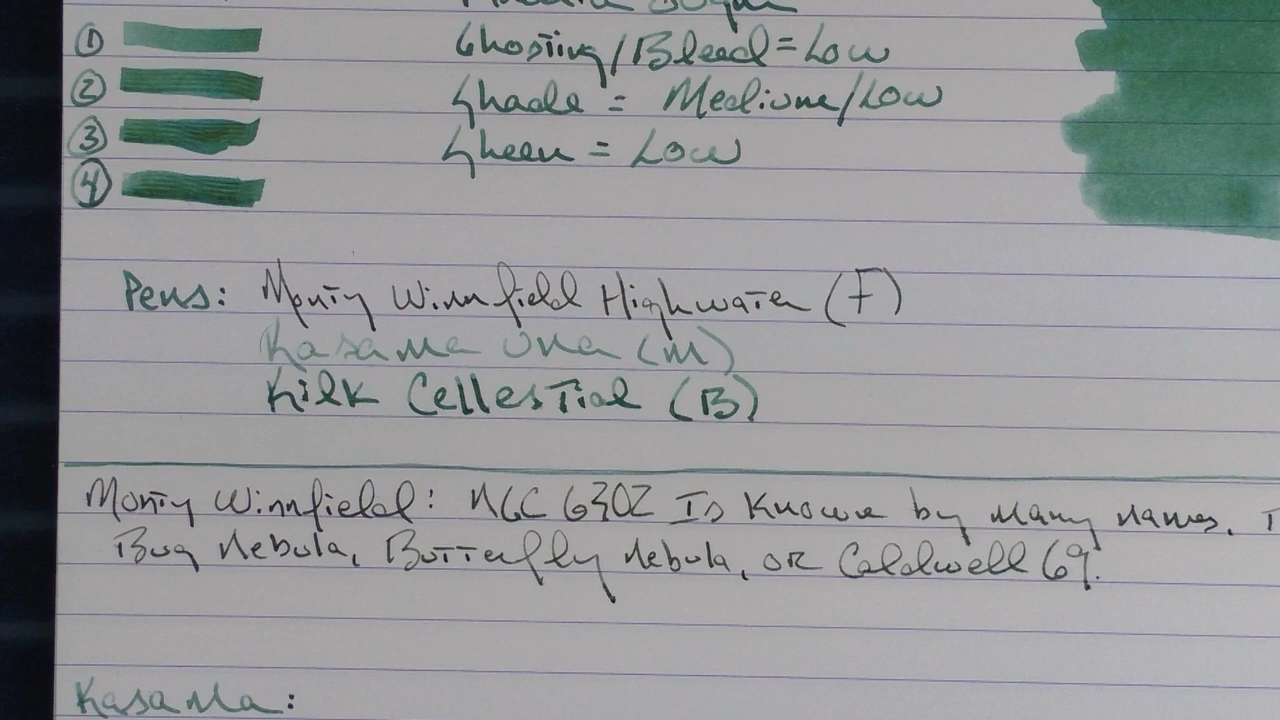 ① Ghosting/Bleed = Low
② Shade = Medium/Low
③ Sheen = Low
④
Pens: Monty Winnfield Highwater (F)
Kasama Una (M)
Kilk Cellestial (B)
Monty Winnfield: NGC 6302 Is Known by Many names. T
Bug Nebula, Butterfly Nebula, or Caldwell 69.
Kasama: